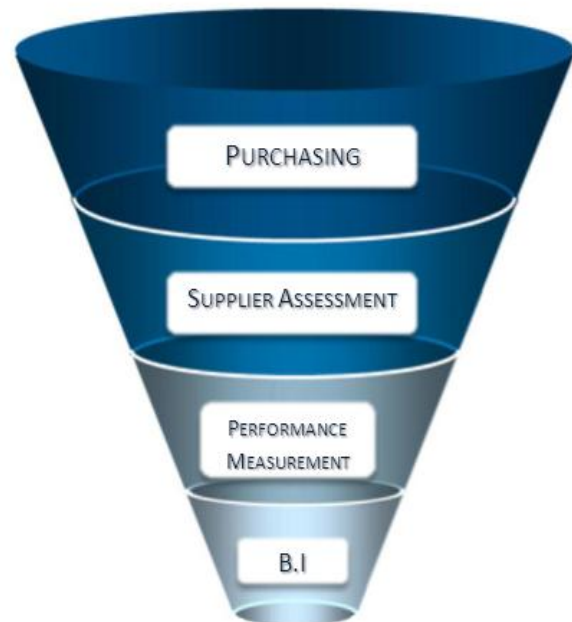 PURCHASING
SUPPLIER ASSESSMENT
PERFORMANCE
MEASUREMENT
B.I